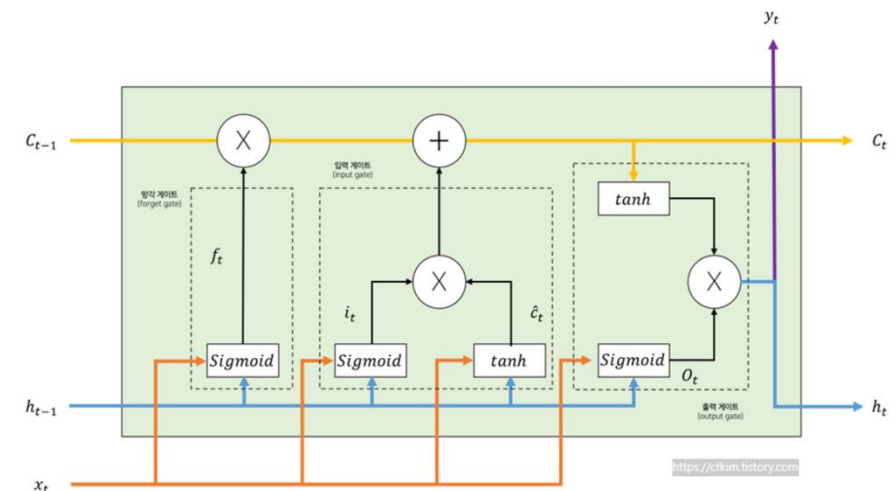 y_t
C_{t-1}
X
+
C_t
입력 게이트
(input gate)
망각 게이트
(forget gate)
tanh
f_t
X
X
i_t
ĉ_t
Sigmoid
Sigmoid
tanh
Sigmoid
O_t
h_{t-1}
출력 게이트
(output gate)
h_t
https://ctkim.tistory.com
x_t